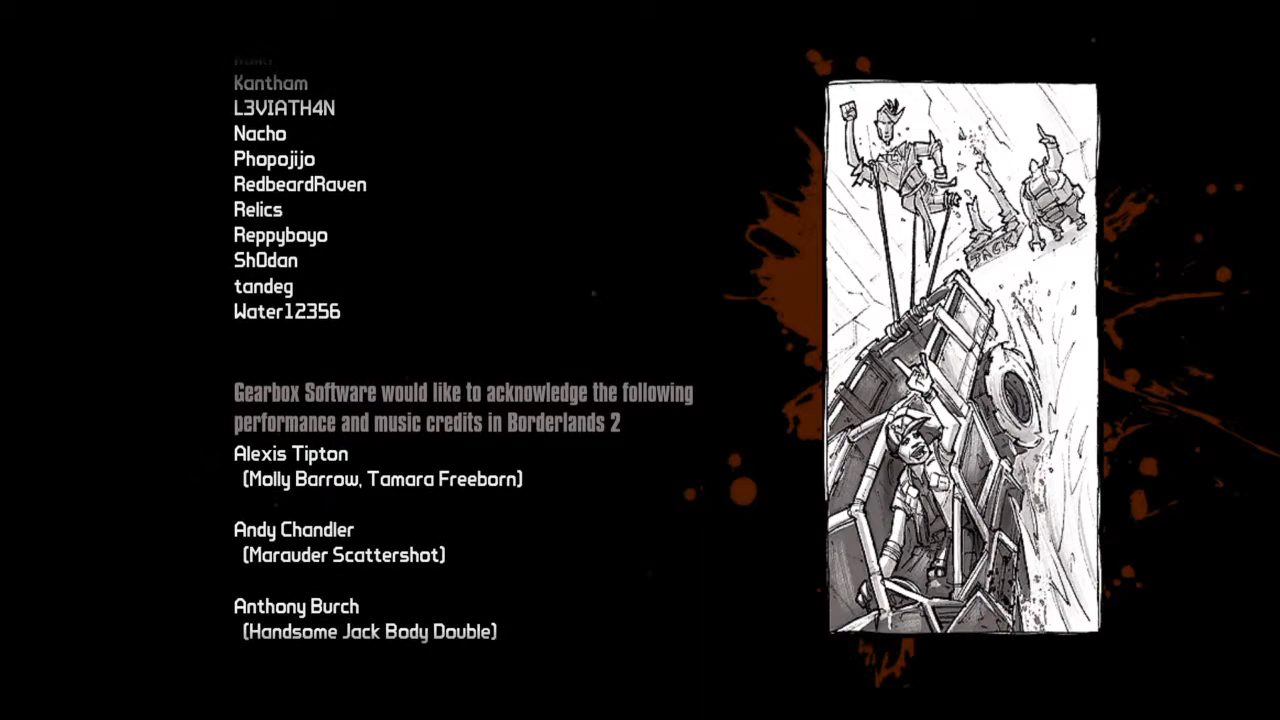 Kantham
L3VIATH4N
Nacho
Phopojijo
RedbeardRaven
Relics
Reppyboyo
Sh0dan
tandeg
Water12356
Gearbox Software would like to acknowledge the following
performance and music credits in Borderlands 2
Alexis Tipton
(Molly Barrow, Tamara Freeborn)
Andy Chandler
(Marauder Scattershot)
Anthony Burch
(Handsome Jack Body Double)
JACK